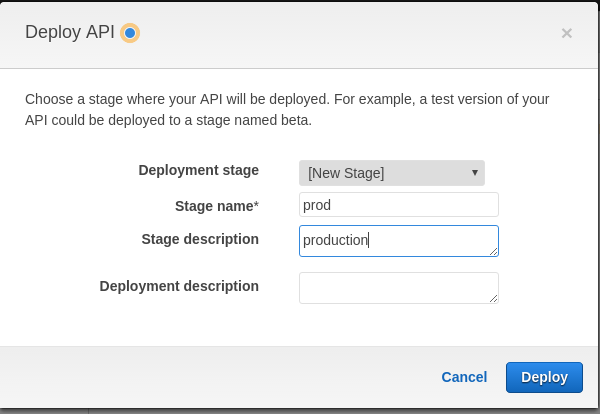 Deploy API
×
Choose a stage where your API will be deployed. For example, a test version of your
API could be deployed to a stage named beta.
Deployment stage [New Stage]
Stage name* prod
Stage description production
Deployment description
Cancel Deploy